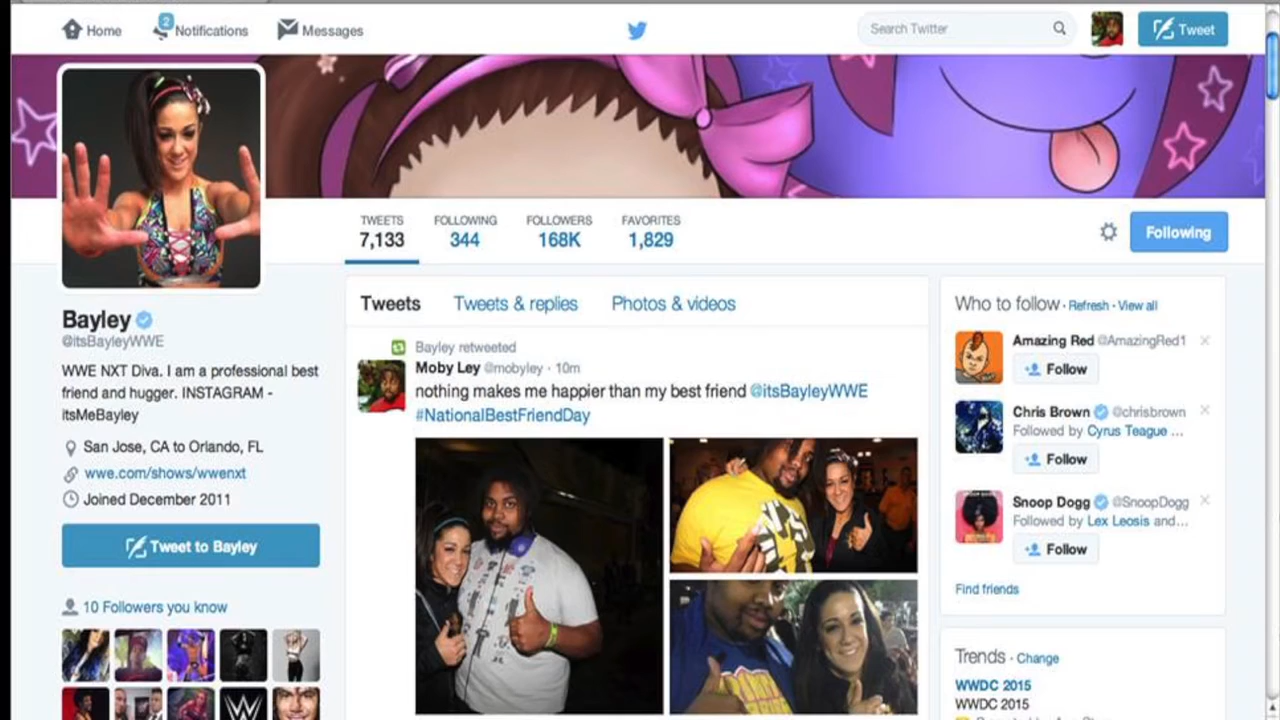 Home
2
Notifications
Messages
Search Twitter
Tweet
TWEETS
7,133
FOLLOWING
344
FOLLOWERS
168K
FAVORITES
1,829
Following
Bayley
@itsBayleyWWE
WWE NXT Diva. I am a professional best
friend and hugger. INSTAGRAM -
itsMeBayley
San Jose, CA to Orlando, FL
wwe.com/shows/wwenxt
Joined December 2011
Tweet to Bayley
10 Followers you know
Tweets
Tweets & replies
Photos & videos
Bayley retweeted
Moby Ley @mobyley · 10m
nothing makes me happier than my best friend @itsBayleyWWE
#NationalBestFriendDay
Who to follow · Refresh · View all
Amazing Red @AmazingRed1
Follow
Chris Brown @chrisbrown
Followed by Cyrus Teague ...
Follow
Snoop Dogg @SnoopDogg
Followed by Lex Leosis and...
Follow
Find friends
Trends · Change
WWDC 2015
WWDC 2015